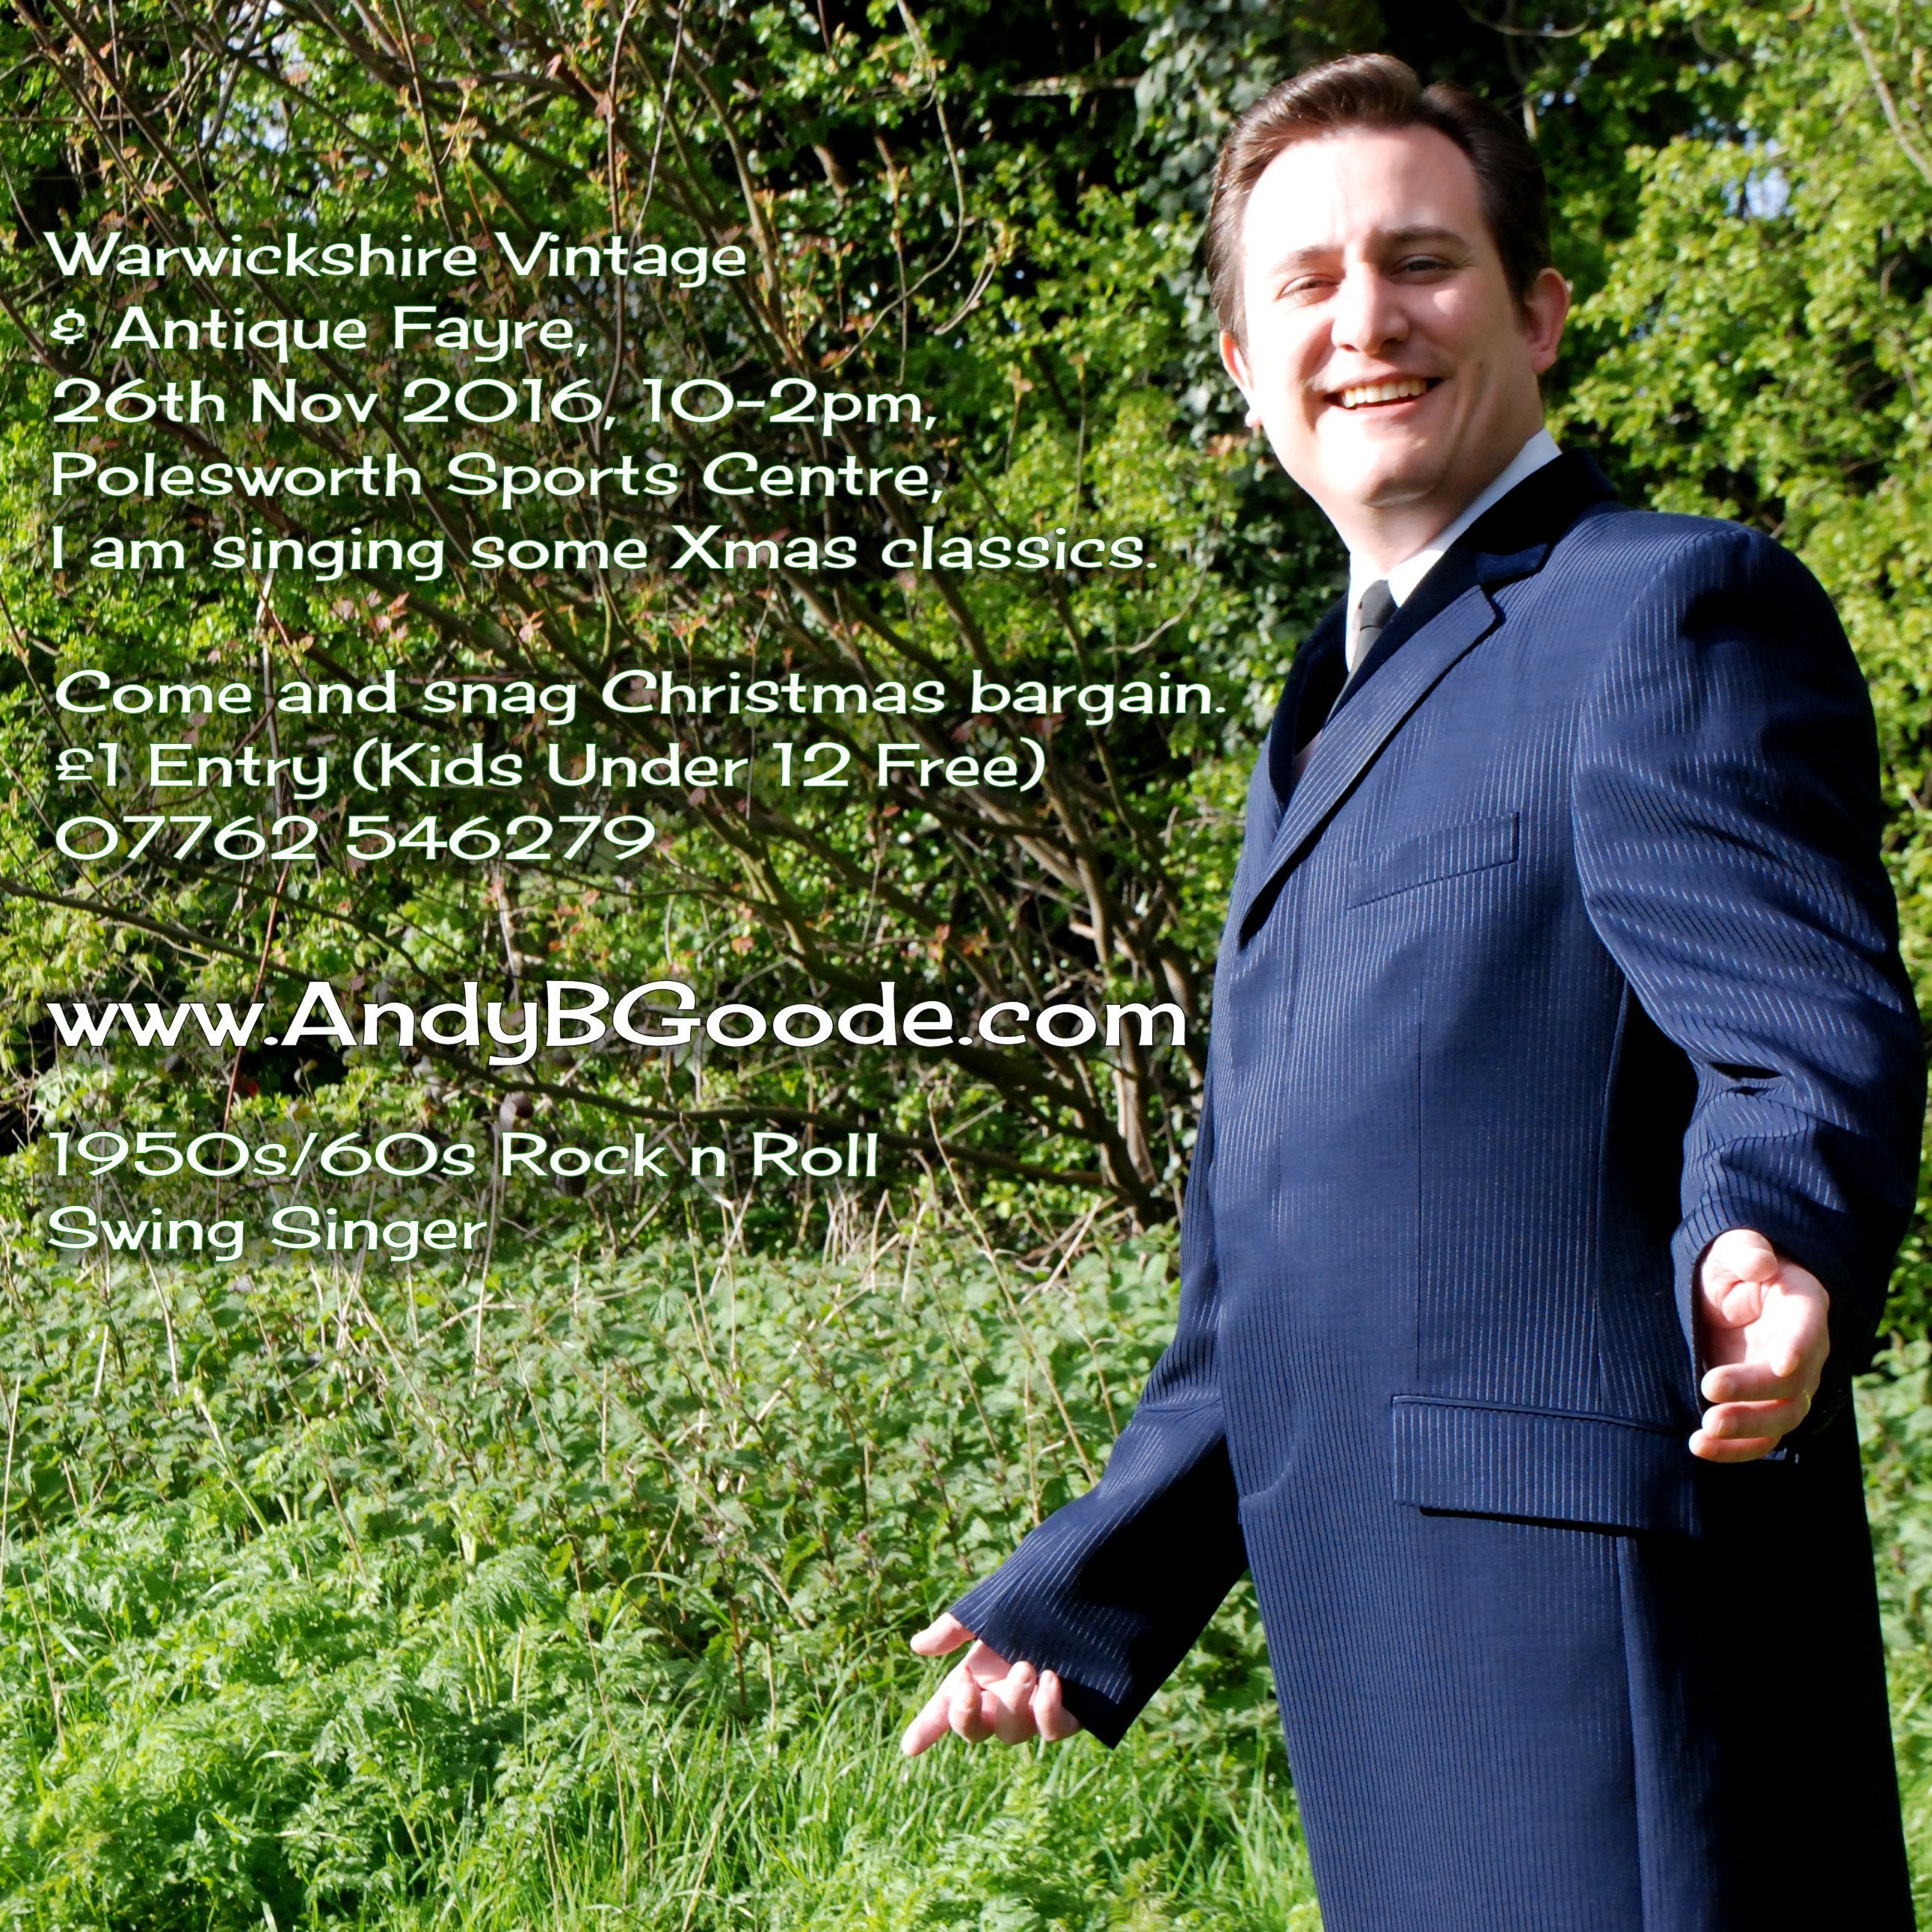 Warwickshire Vintage
& Antique Fayre,
26th Nov 2016, 10-2pm,
Polesworth Sports Centre,
I am singing some Xmas classics.
Come and snag Christmas bargain.
£1 Entry (Kids Under 12 Free)
07762 546279
www.AndyBGoode.com
1950s/60s Rock n Roll
Swing Singer